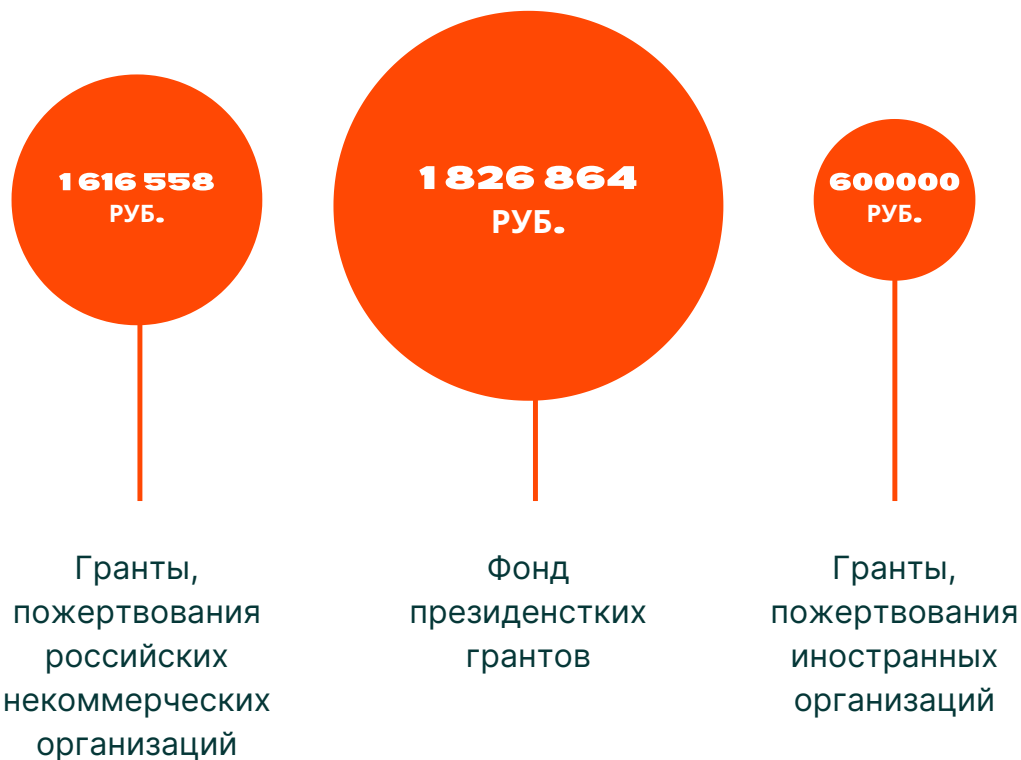 1 616 558
РУБ.
1 826 864
РУБ.
600000
РУБ.
Гранты,
пожертвования
российских
некоммерческих
организаций
Фонд
президенстких
грантов
Гранты,
пожертвования
иностранных
организаций